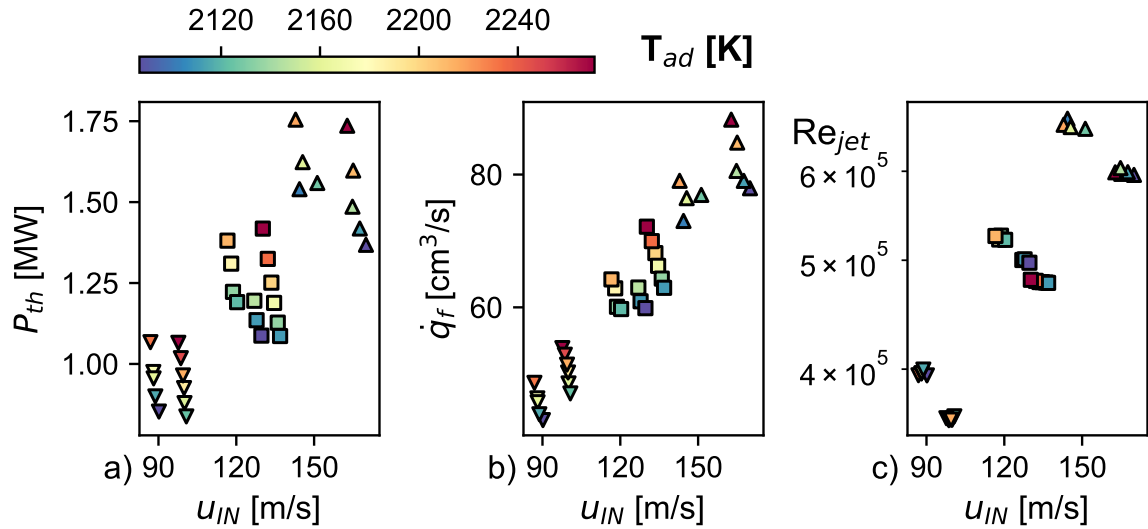 2120 2160 2200 2240
T_ad [K]
1.75
1.50
1.25
1.00
P_th [MW]
a) 90 120 150
u_IN [m/s]
80
60
q̇_f [cm³/s]
b) 90 120 150
u_IN [m/s]
Re_jet
6 × 10⁵
5 × 10⁵
4 × 10⁵
c) 90 120 150
u_IN [m/s]